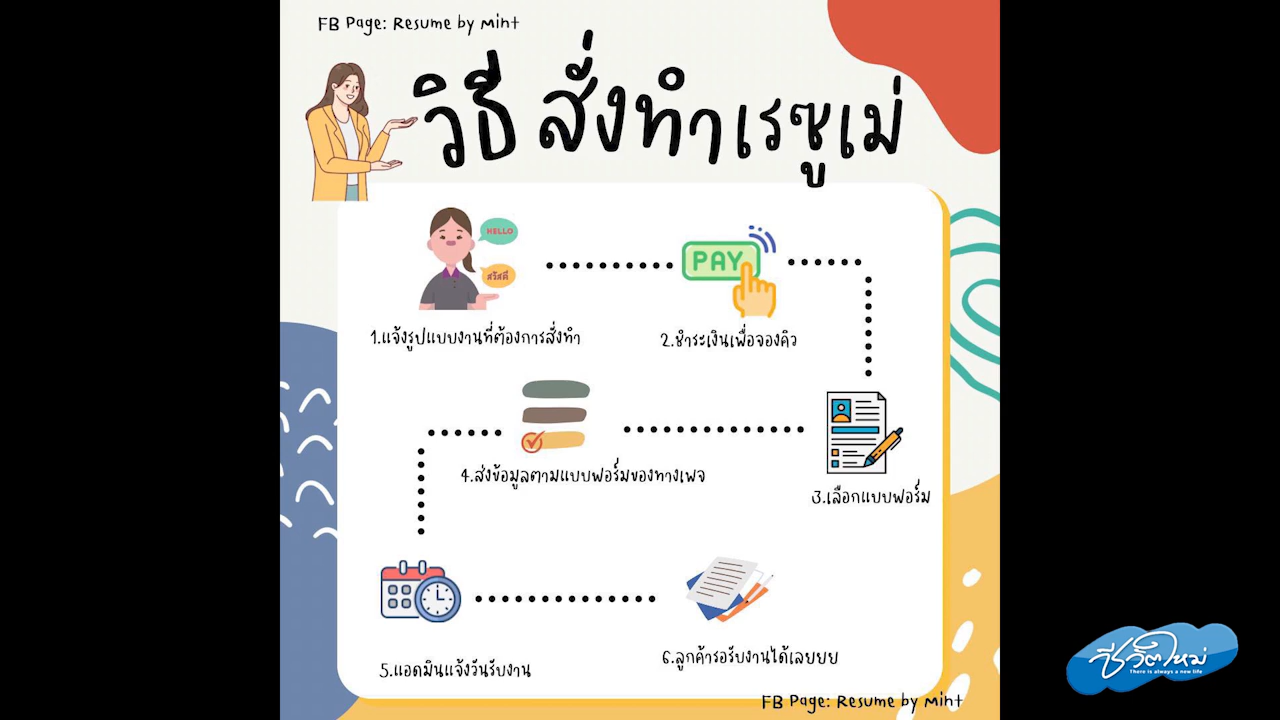 FB Page: Resume by Mint
วิธี สั่งทำเรซูเม่
HELLO
สวัสดี
PAY
1.แจ้งรูปแบบงานที่ต้องการสั่งทำ
2.ชำระเงินเพื่อจองคิว
4.ส่งข้อมูลตามแบบฟอร์มของทางเพจ
3.เลือกแบบฟอร์ม
5.แอดมินแจ้งวันรับงาน
6.ลูกค้ารอรับงานได้เลยยย
FB Page: Resume by Mint
ชีวิตใหม่
There is always a new life